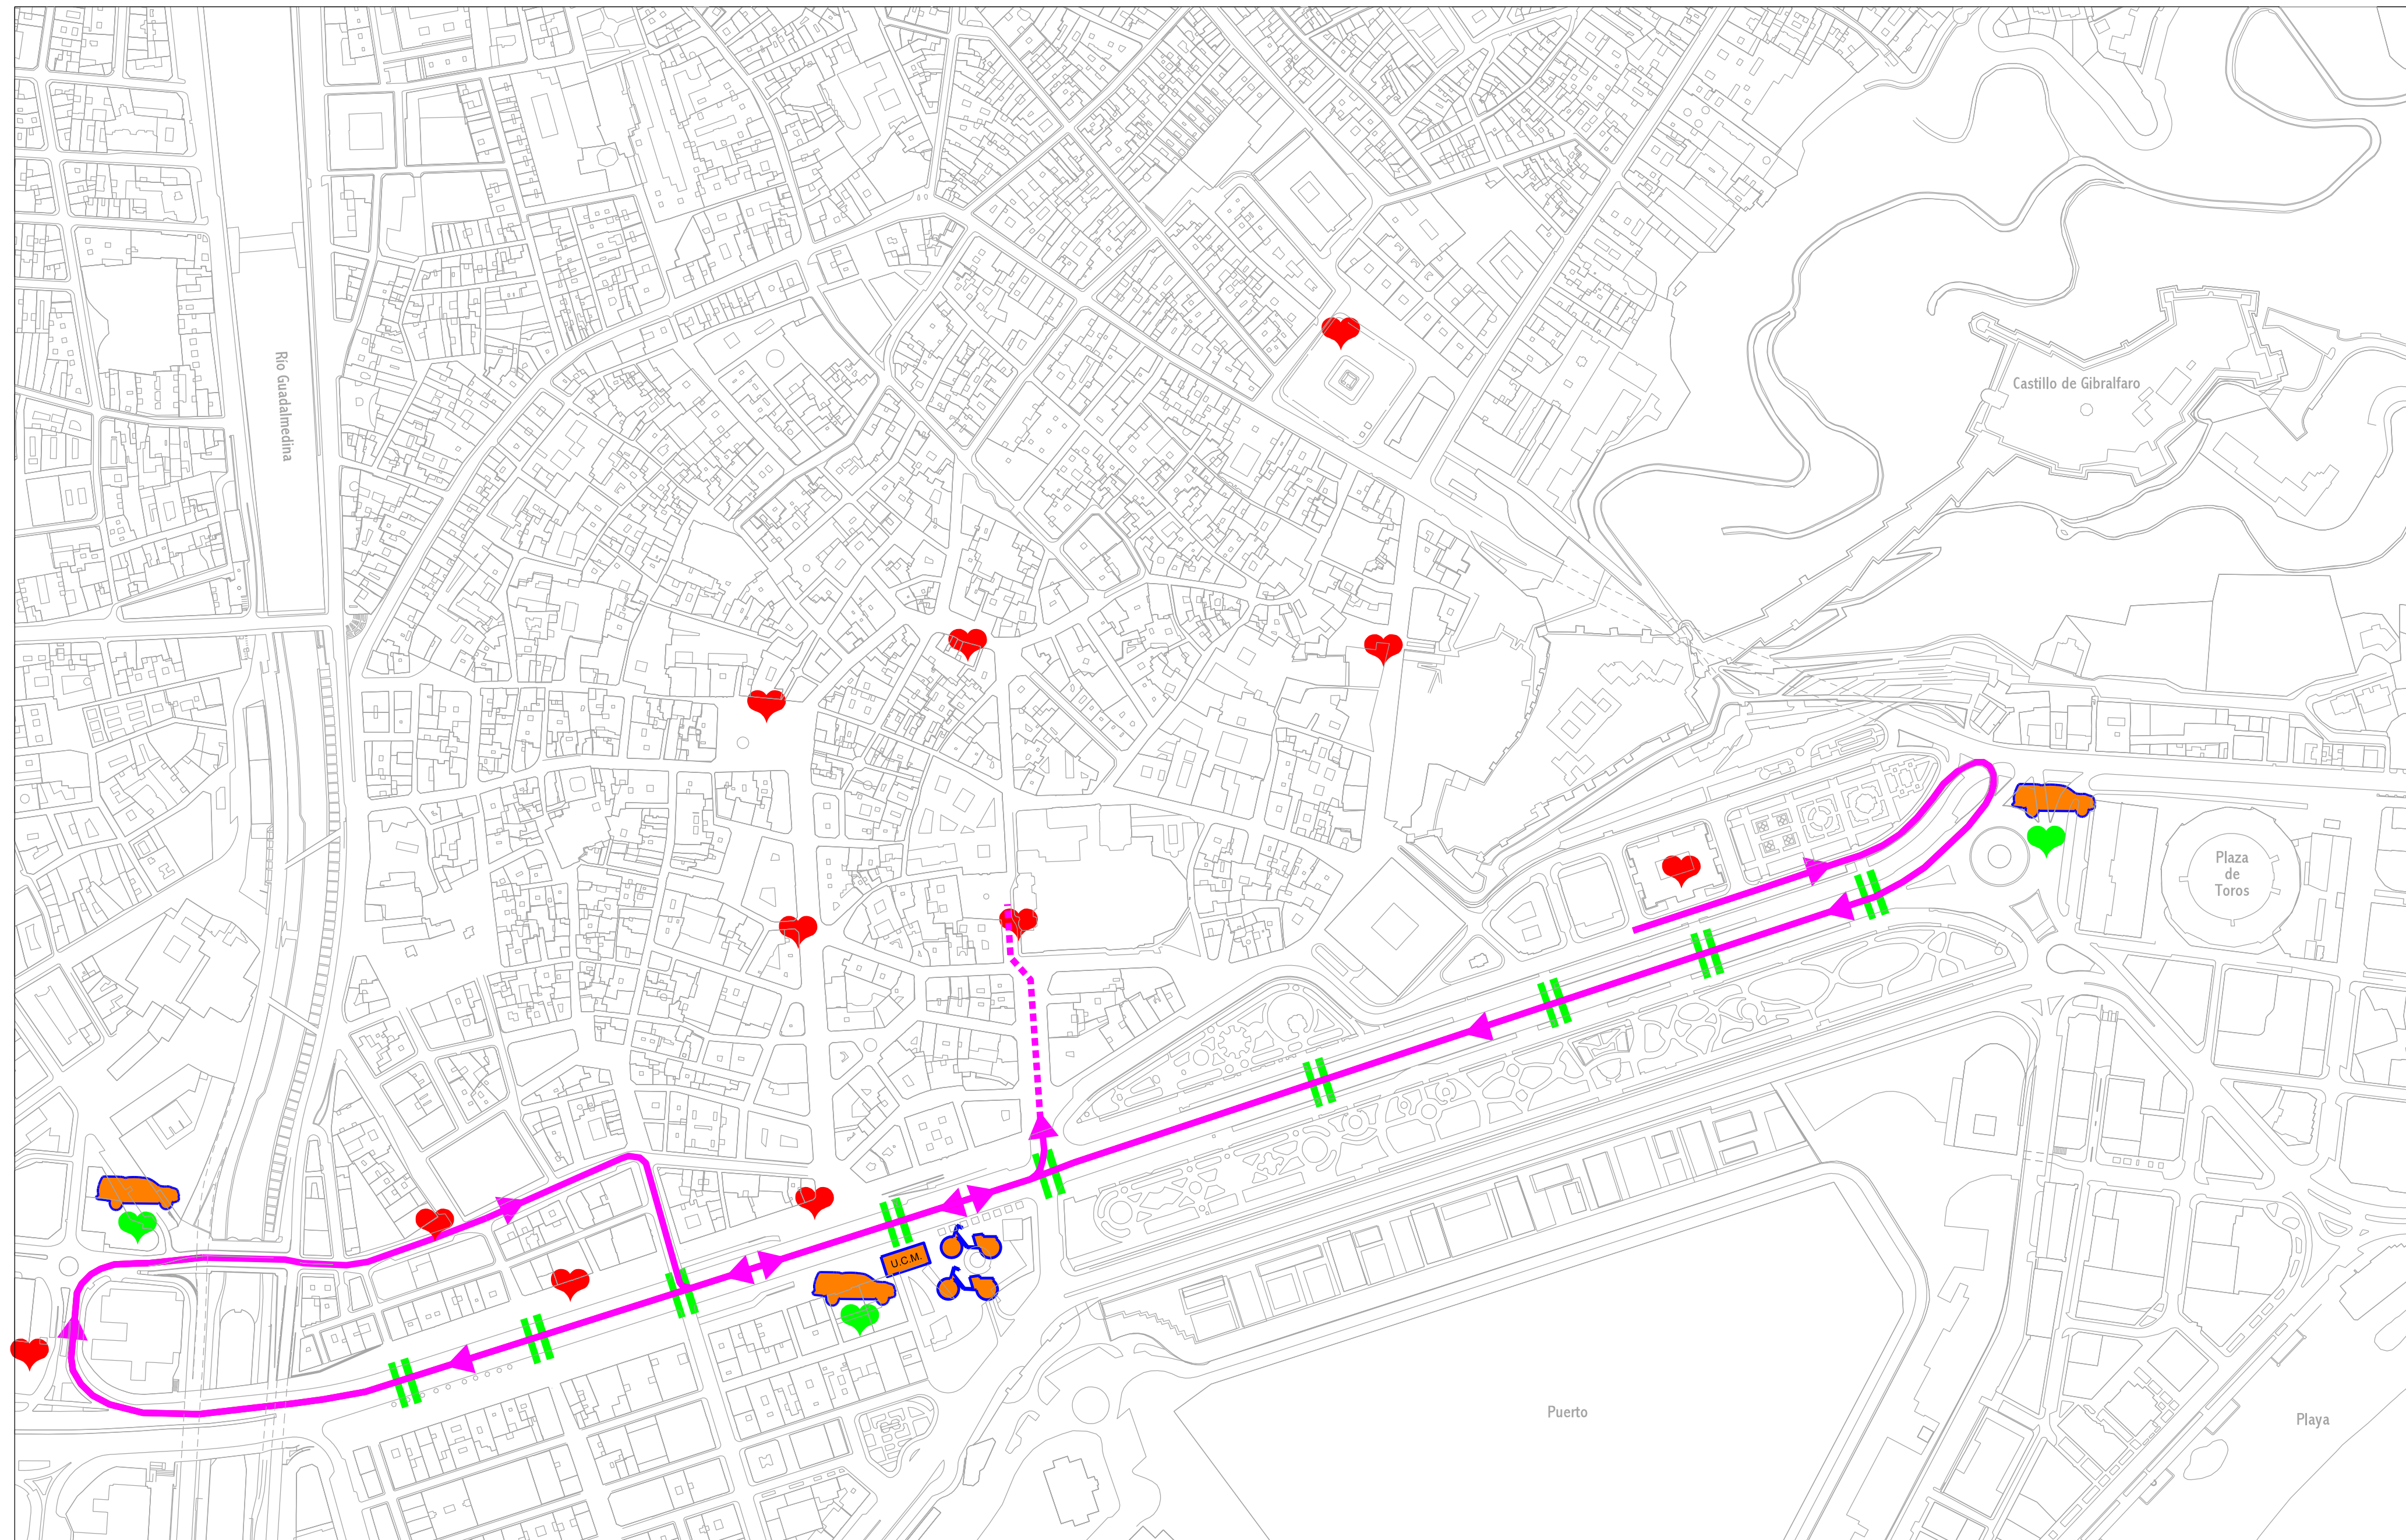 Río Guadalmedina
Castillo de Gibralfaro
Plaza
de
Toros
U.C.M.
Puerto
Playa